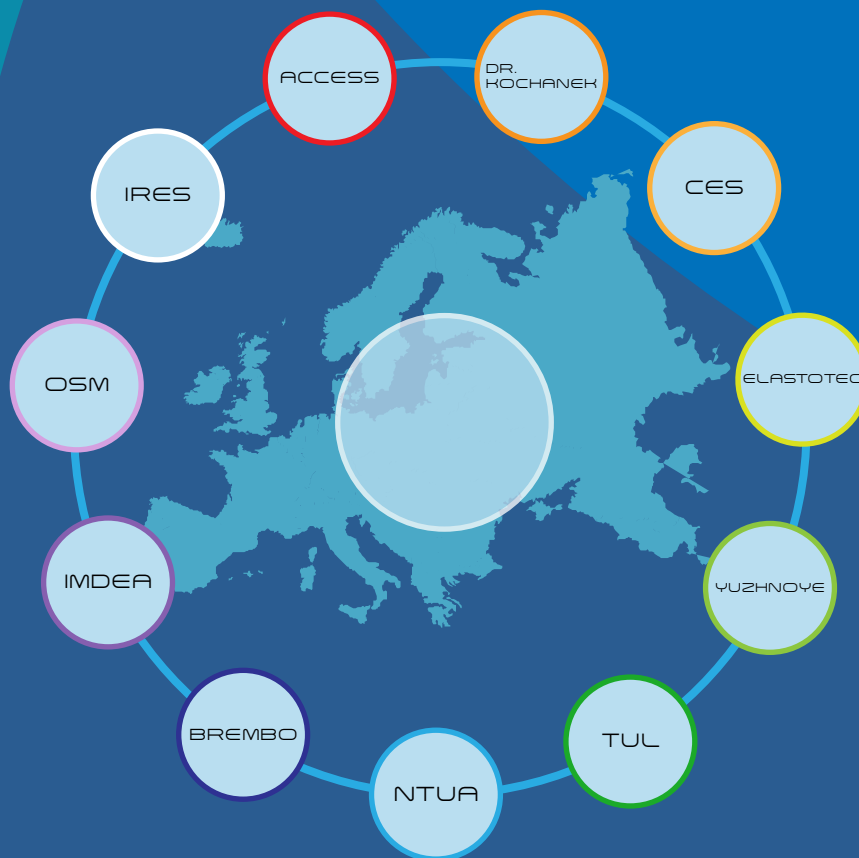 ACCESS
DR.
KOCHANEK
CES
IRES
ELASTOTEC
OSM
YUZHNOYE
IMDEA
TUL
BREMBO
NTUA